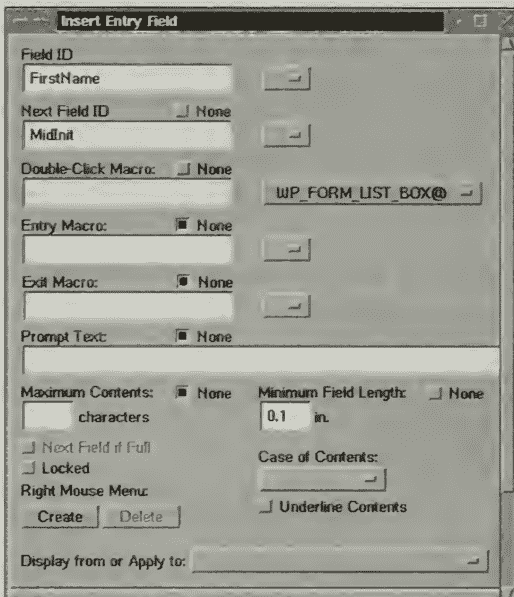 Insert Entry Field
Field ID
FirstName
Next Field ID None
MidInit
Double-Click Macro: None
WP_FORM_LIST_BOX@
Entry Macro: None
Exit Macro: None
Prompt Text: None
Maximum Contents: None Minimum Field Length: None
characters 0.1 in.
Next Field if Full
Locked
Case of Contents:
Right Mouse Menu:
Create Delete
Underline Contents
Display from or Apply to: